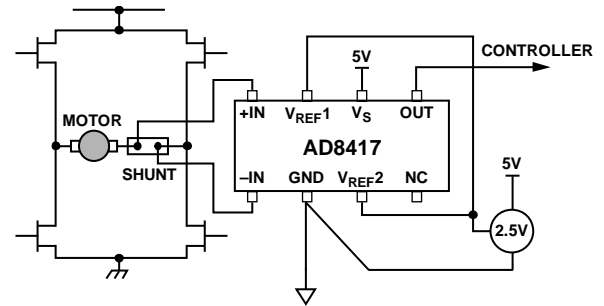 CONTROLLER
5V
+IN VREF1 VS OUT
MOTOR
AD8417
SHUNT
–IN GND VREF2 NC
5V
2.5V